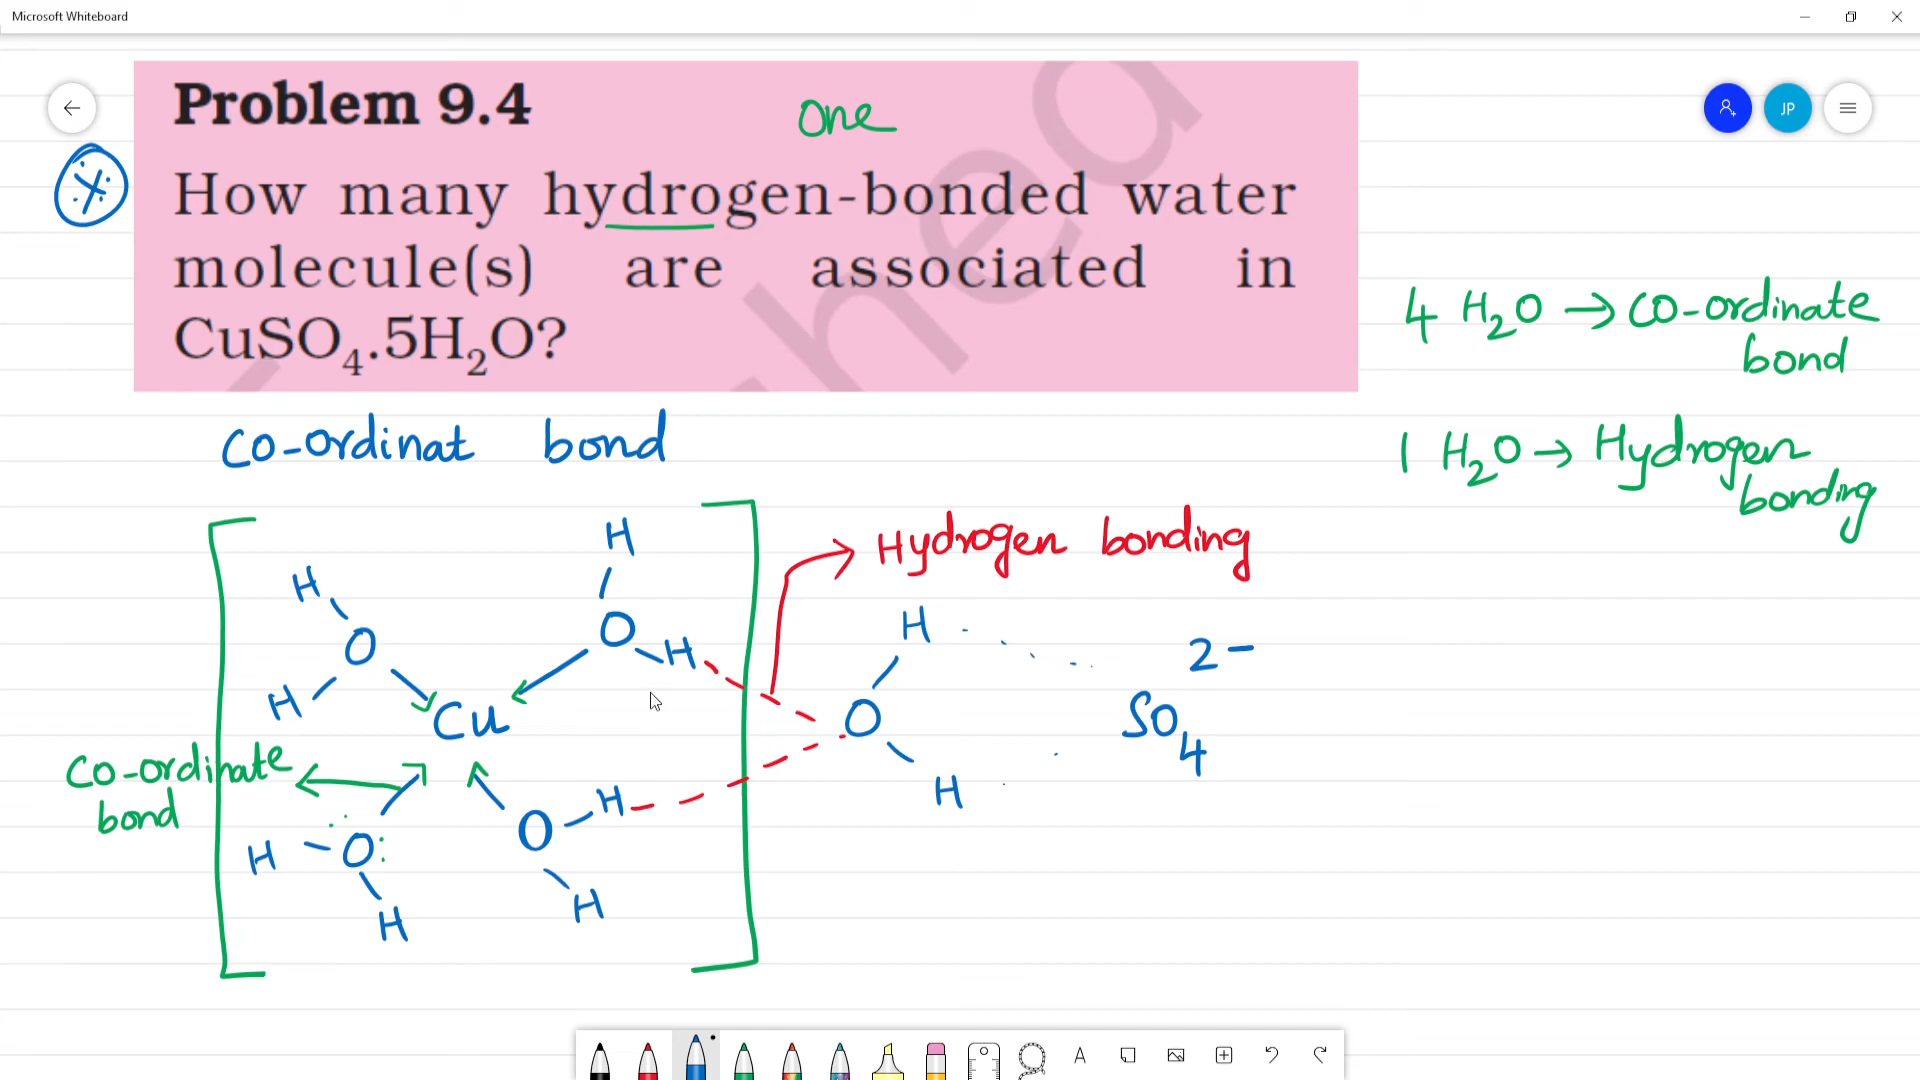 Microsoft Whiteboard
Problem 9.4
one
How many hydrogen-bonded water
molecule(s) are associated in
CuSO₄.5H₂O?
JP
4 H₂O → CO-ordinate
bond
1 H₂O → Hydrogen
bonding
CO-ordinat bond
Hydrogen bonding
H
H
H
H
O
O
H
2-
H
O
Cu
SO₄
CO-ordinate
bond
H
H
O
H
O
H
H
A